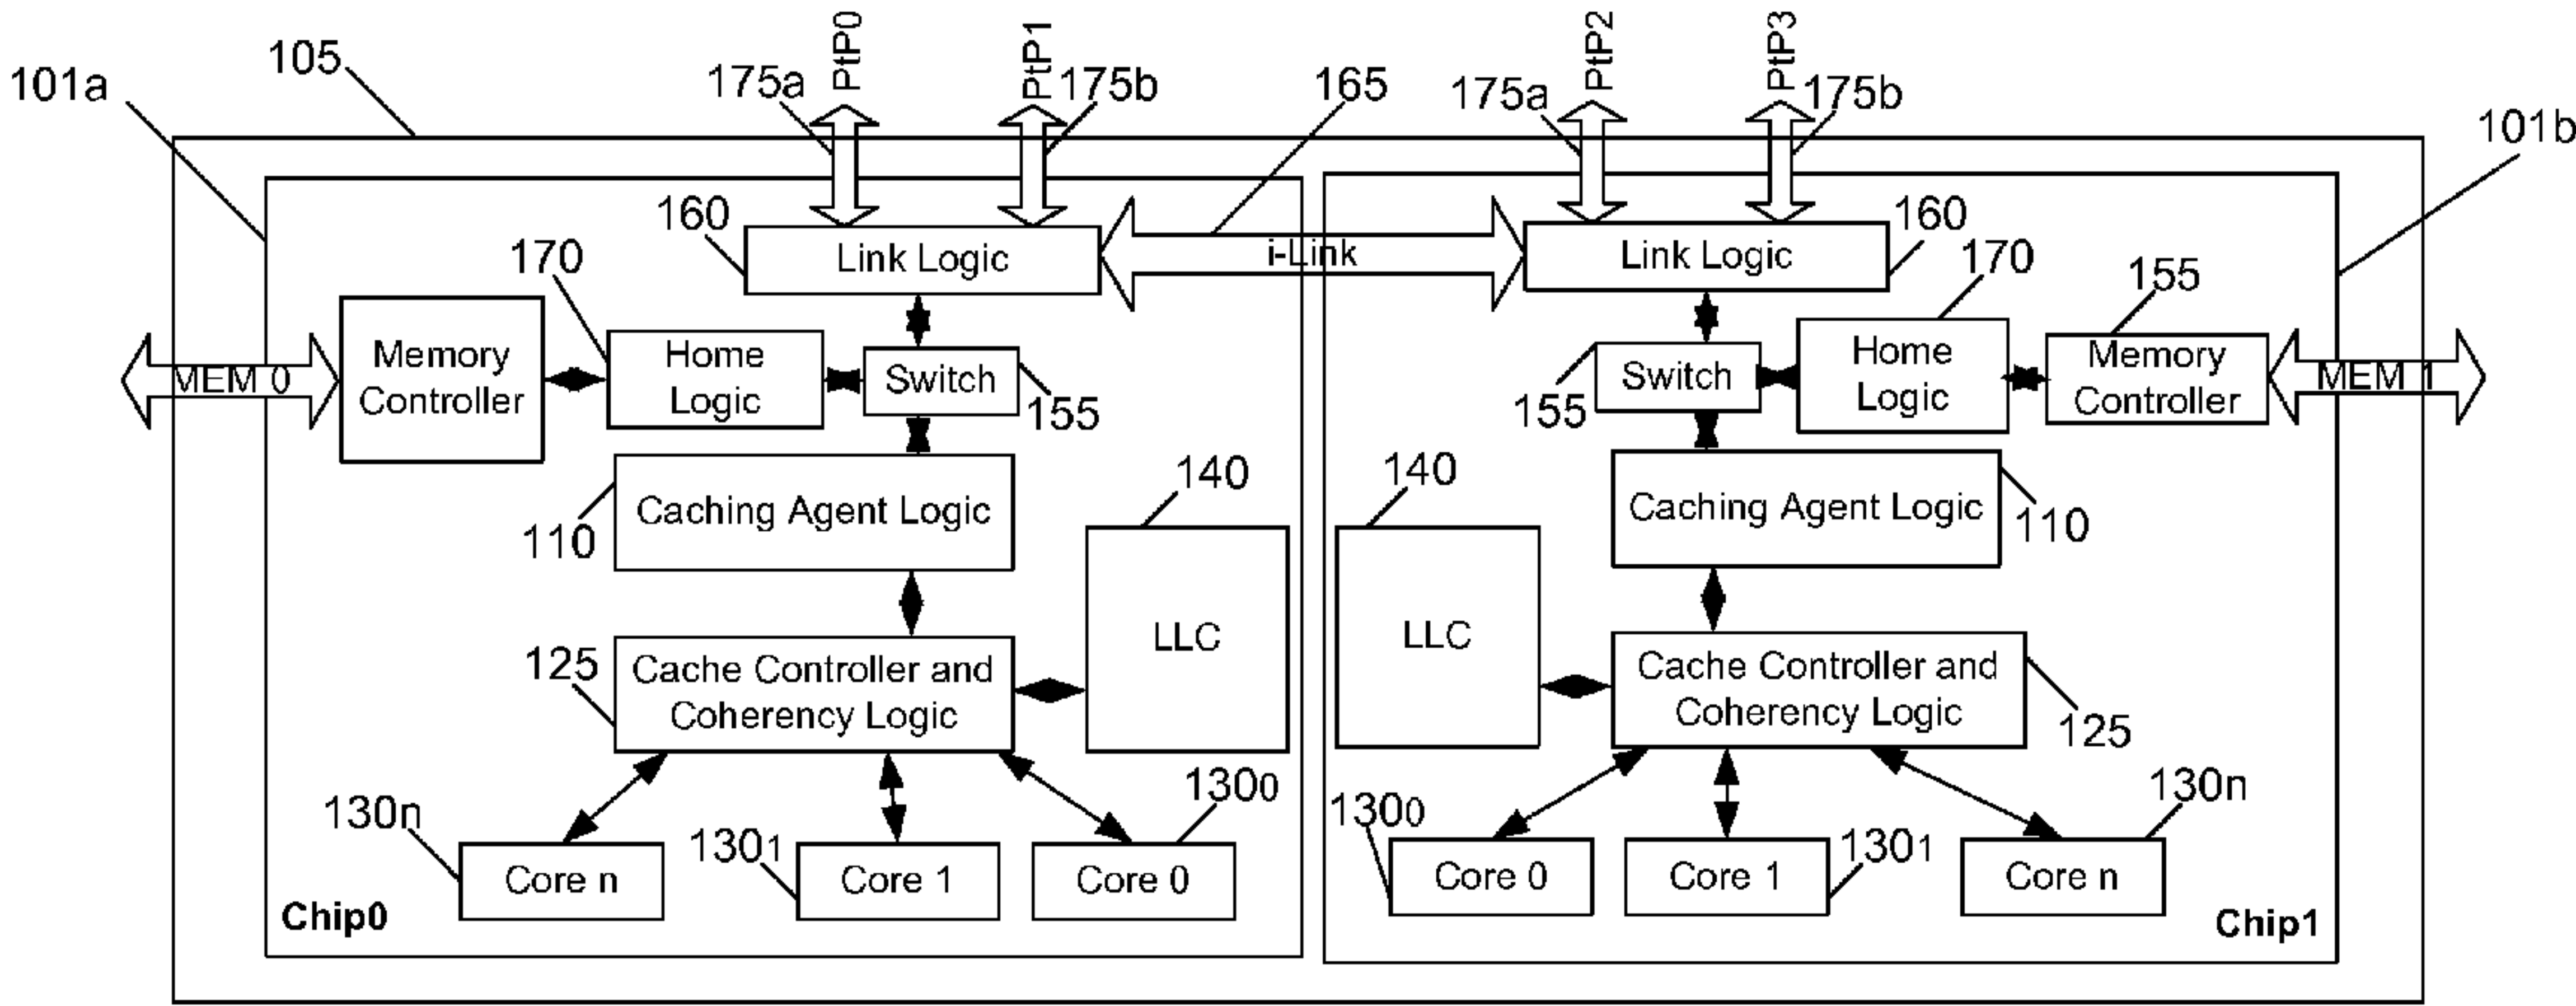 PtP0
PtP1
PtP2
PtP3
101a
105
175a
175b
165
175a
175b
101b
160
Link Logic
i-Link
Link Logic
160
170
170
155
MEM 0
Memory
Controller
Home
Logic
Switch
155
155
Switch
Home
Logic
Memory
Controller
MEM 1
110
Caching Agent Logic
140
LLC
140
LLC
Caching Agent Logic
110
125
Cache Controller and
Coherency Logic
Cache Controller and
Coherency Logic
125
130n
1301
1300
1300
1301
130n
Core n
Core 1
Core 0
Core 0
Core 1
Core n
Chip0
Chip1